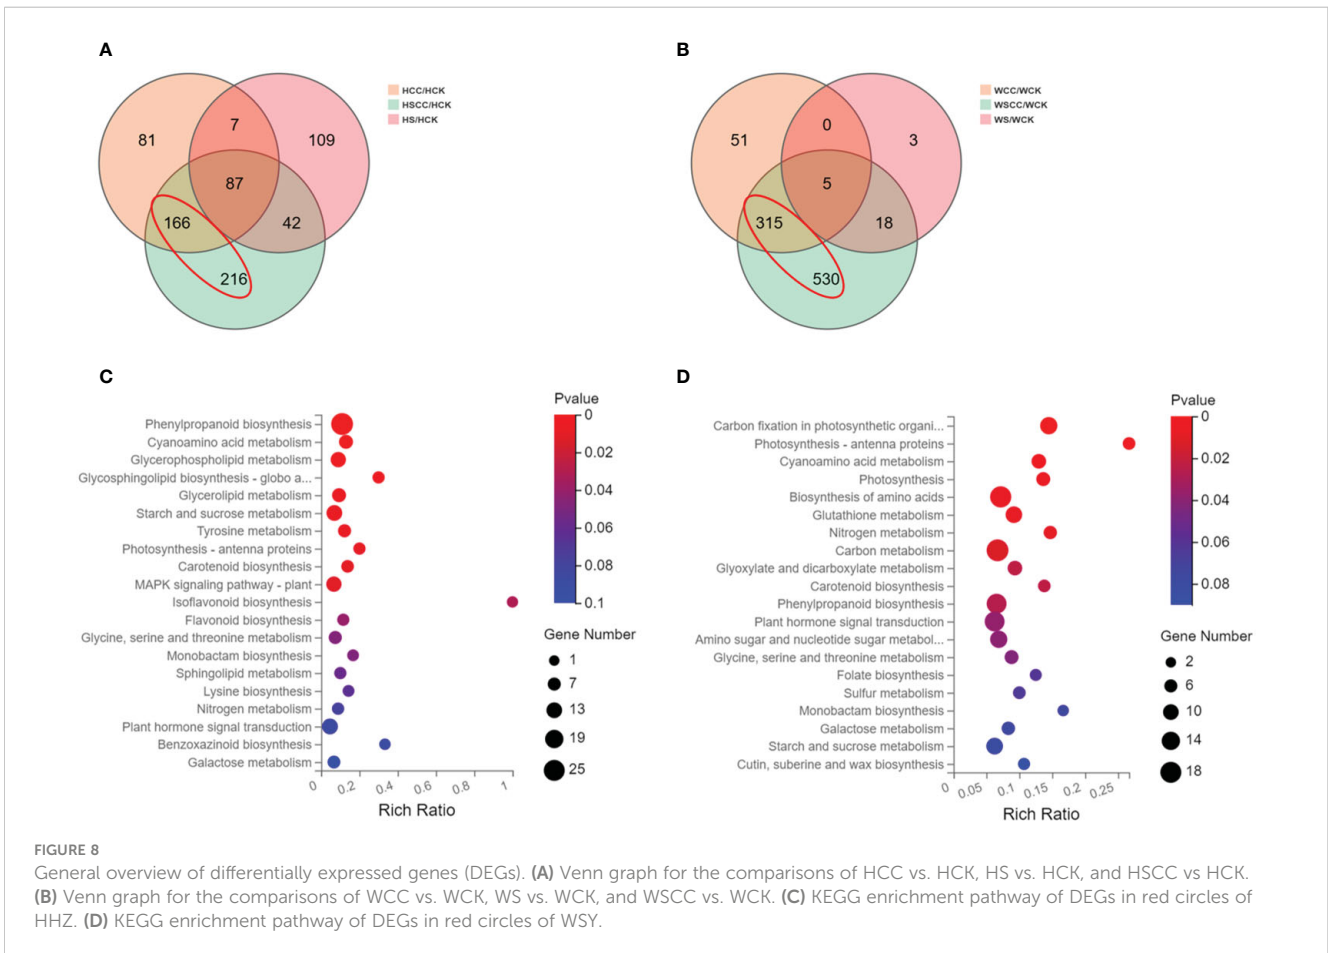 A
HCC/HCK
HSCC/HCK
HS/HCK
81
7
109
87
166
42
216
B
WCC/WCK
WSCC/WCK
WS/WCK
51
0
3
5
315
18
530
C
Phenylpropanoid biosynthesis
Cyanoamino acid metabolism
Glycerophospholipid metabolism
Glycosphingolipid biosynthesis - globo a...
Glycerolipid metabolism
Starch and sucrose metabolism
Tyrosine metabolism
Photosynthesis - antenna proteins
Carotenoid biosynthesis
MAPK signaling pathway - plant
Isoflavonoid biosynthesis
Flavonoid biosynthesis
Glycine, serine and threonine metabolism
Monobactam biosynthesis
Sphingolipid metabolism
Lysine biosynthesis
Nitrogen metabolism
Plant hormone signal transduction
Benzoxazinoid biosynthesis
Galactose metabolism
0 0.2 0.4 0.6 0.8 1
Rich Ratio
Pvalue
0
0.02
0.04
0.06
0.08
0.1
Gene Number
1
7
13
19
25
D
Carbon fixation in photosynthetic organi...
Photosynthesis - antenna proteins
Cyanoamino acid metabolism
Photosynthesis
Biosynthesis of amino acids
Glutathione metabolism
Nitrogen metabolism
Carbon metabolism
Glyoxylate and dicarboxylate metabolism
Carotenoid biosynthesis
Phenylpropanoid biosynthesis
Plant hormone signal transduction
Amino sugar and nucleotide sugar metabol...
Glycine, serine and threonine metabolism
Folate biosynthesis
Sulfur metabolism
Monobactam biosynthesis
Galactose metabolism
Starch and sucrose metabolism
Cutin, suberine and wax biosynthesis
0 0.05 0.1 0.15 0.2 0.25
Rich Ratio
Pvalue
0
0.02
0.04
0.06
0.08
Gene Number
2
6
10
14
18
FIGURE 8
General overview of differentially expressed genes (DEGs). (A) Venn graph for the comparisons of HCC vs. HCK, HS vs. HCK, and HSCC vs HCK.
(B) Venn graph for the comparisons of WCC vs. WCK, WS vs. WCK, and WSCC vs. WCK. (C) KEGG enrichment pathway of DEGs in red circles of
HHZ. (D) KEGG enrichment pathway of DEGs in red circles of WSY.